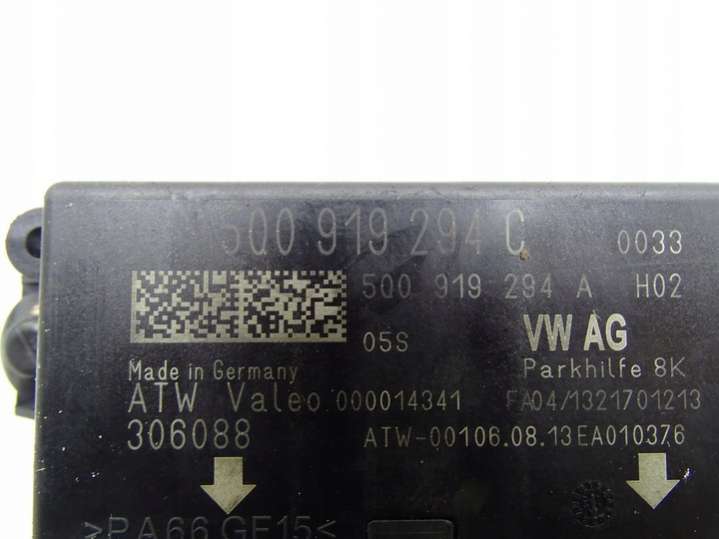 5Q0 919 294 C 0033
5Q0 919 294 A H02
05S VW AG
Made in Germany Parkhilfe 8K
ATW Valeo 000014341 FA04/1321701213
306088 ATW-00106.08.13EA010376
>PA66 GF15<